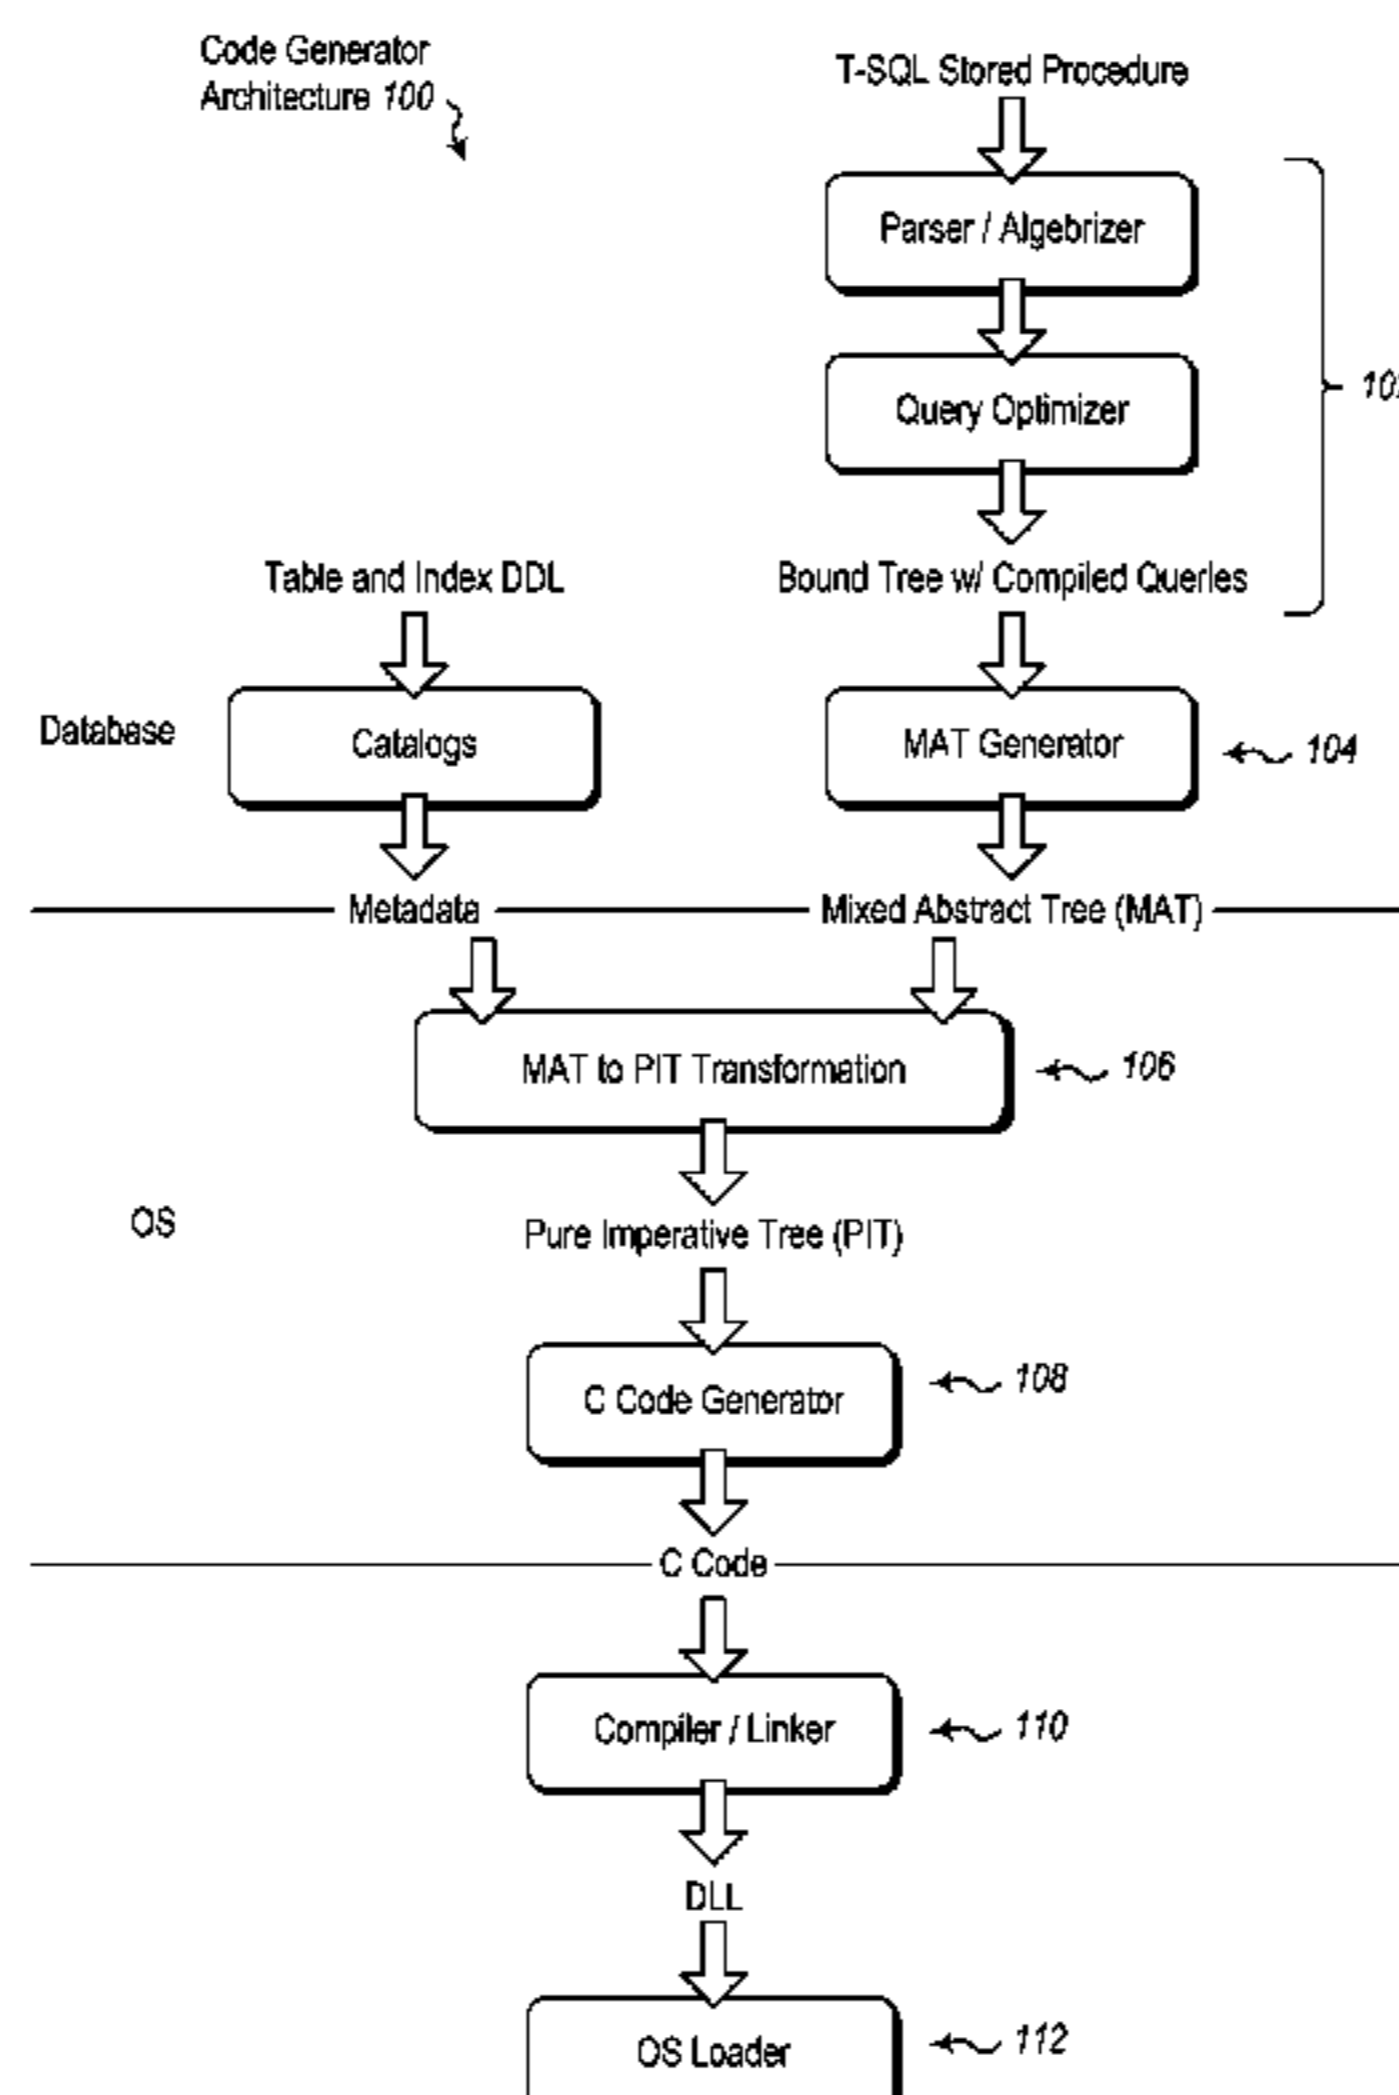 Code Generator
Architecture 100
T-SQL Stored Procedure
Parser / Algebrizer
Query Optimizer
Table and Index DDL
Bound Tree w/ Compiled Queries
Database
Catalogs
MAT Generator
104
Metadata
Mixed Abstract Tree (MAT)
MAT to PIT Transformation
106
OS
Pure Imperative Tree (PIT)
C Code Generator
108
C Code
Compiler / Linker
110
DLL
OS Loader
112